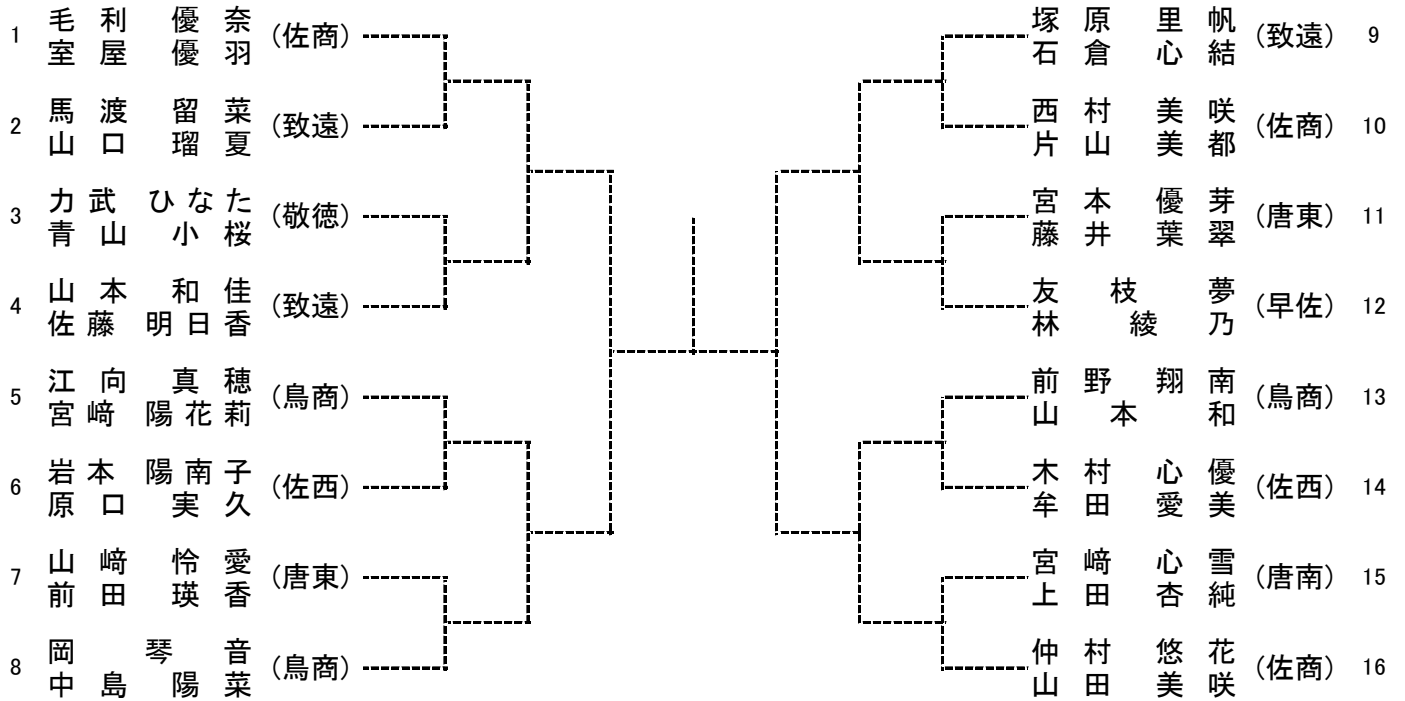 1 毛利 優奈 (佐商)
室屋 優羽
2 馬渡 留菜 (致遠)
山口 瑠夏
3 力武 ひなた (敬徳)
青山 小桜
4 山本 和佳 (致遠)
佐藤 明日香
5 江向 真穂 (鳥商)
宮﨑 陽花莉
6 岩本 陽南子 (佐西)
原口 実久
7 山﨑 怜愛 (唐東)
前田 瑛香
8 岡 琴音 (鳥商)
中島 陽菜
塚原 里帆 (致遠) 9
石倉 心結
西村 美咲 (佐商) 10
片山 美都
宮本 優芽 (唐東) 11
藤井 葉翠
友枝 夢 (早佐) 12
林 綾乃
前野 翔南 (鳥商) 13
山本 和
木村 心優 (佐西) 14
牟田 愛美
宮﨑 心雪 (唐南) 15
上田 杏純
仲村 悠花 (佐商) 16
山田 美咲